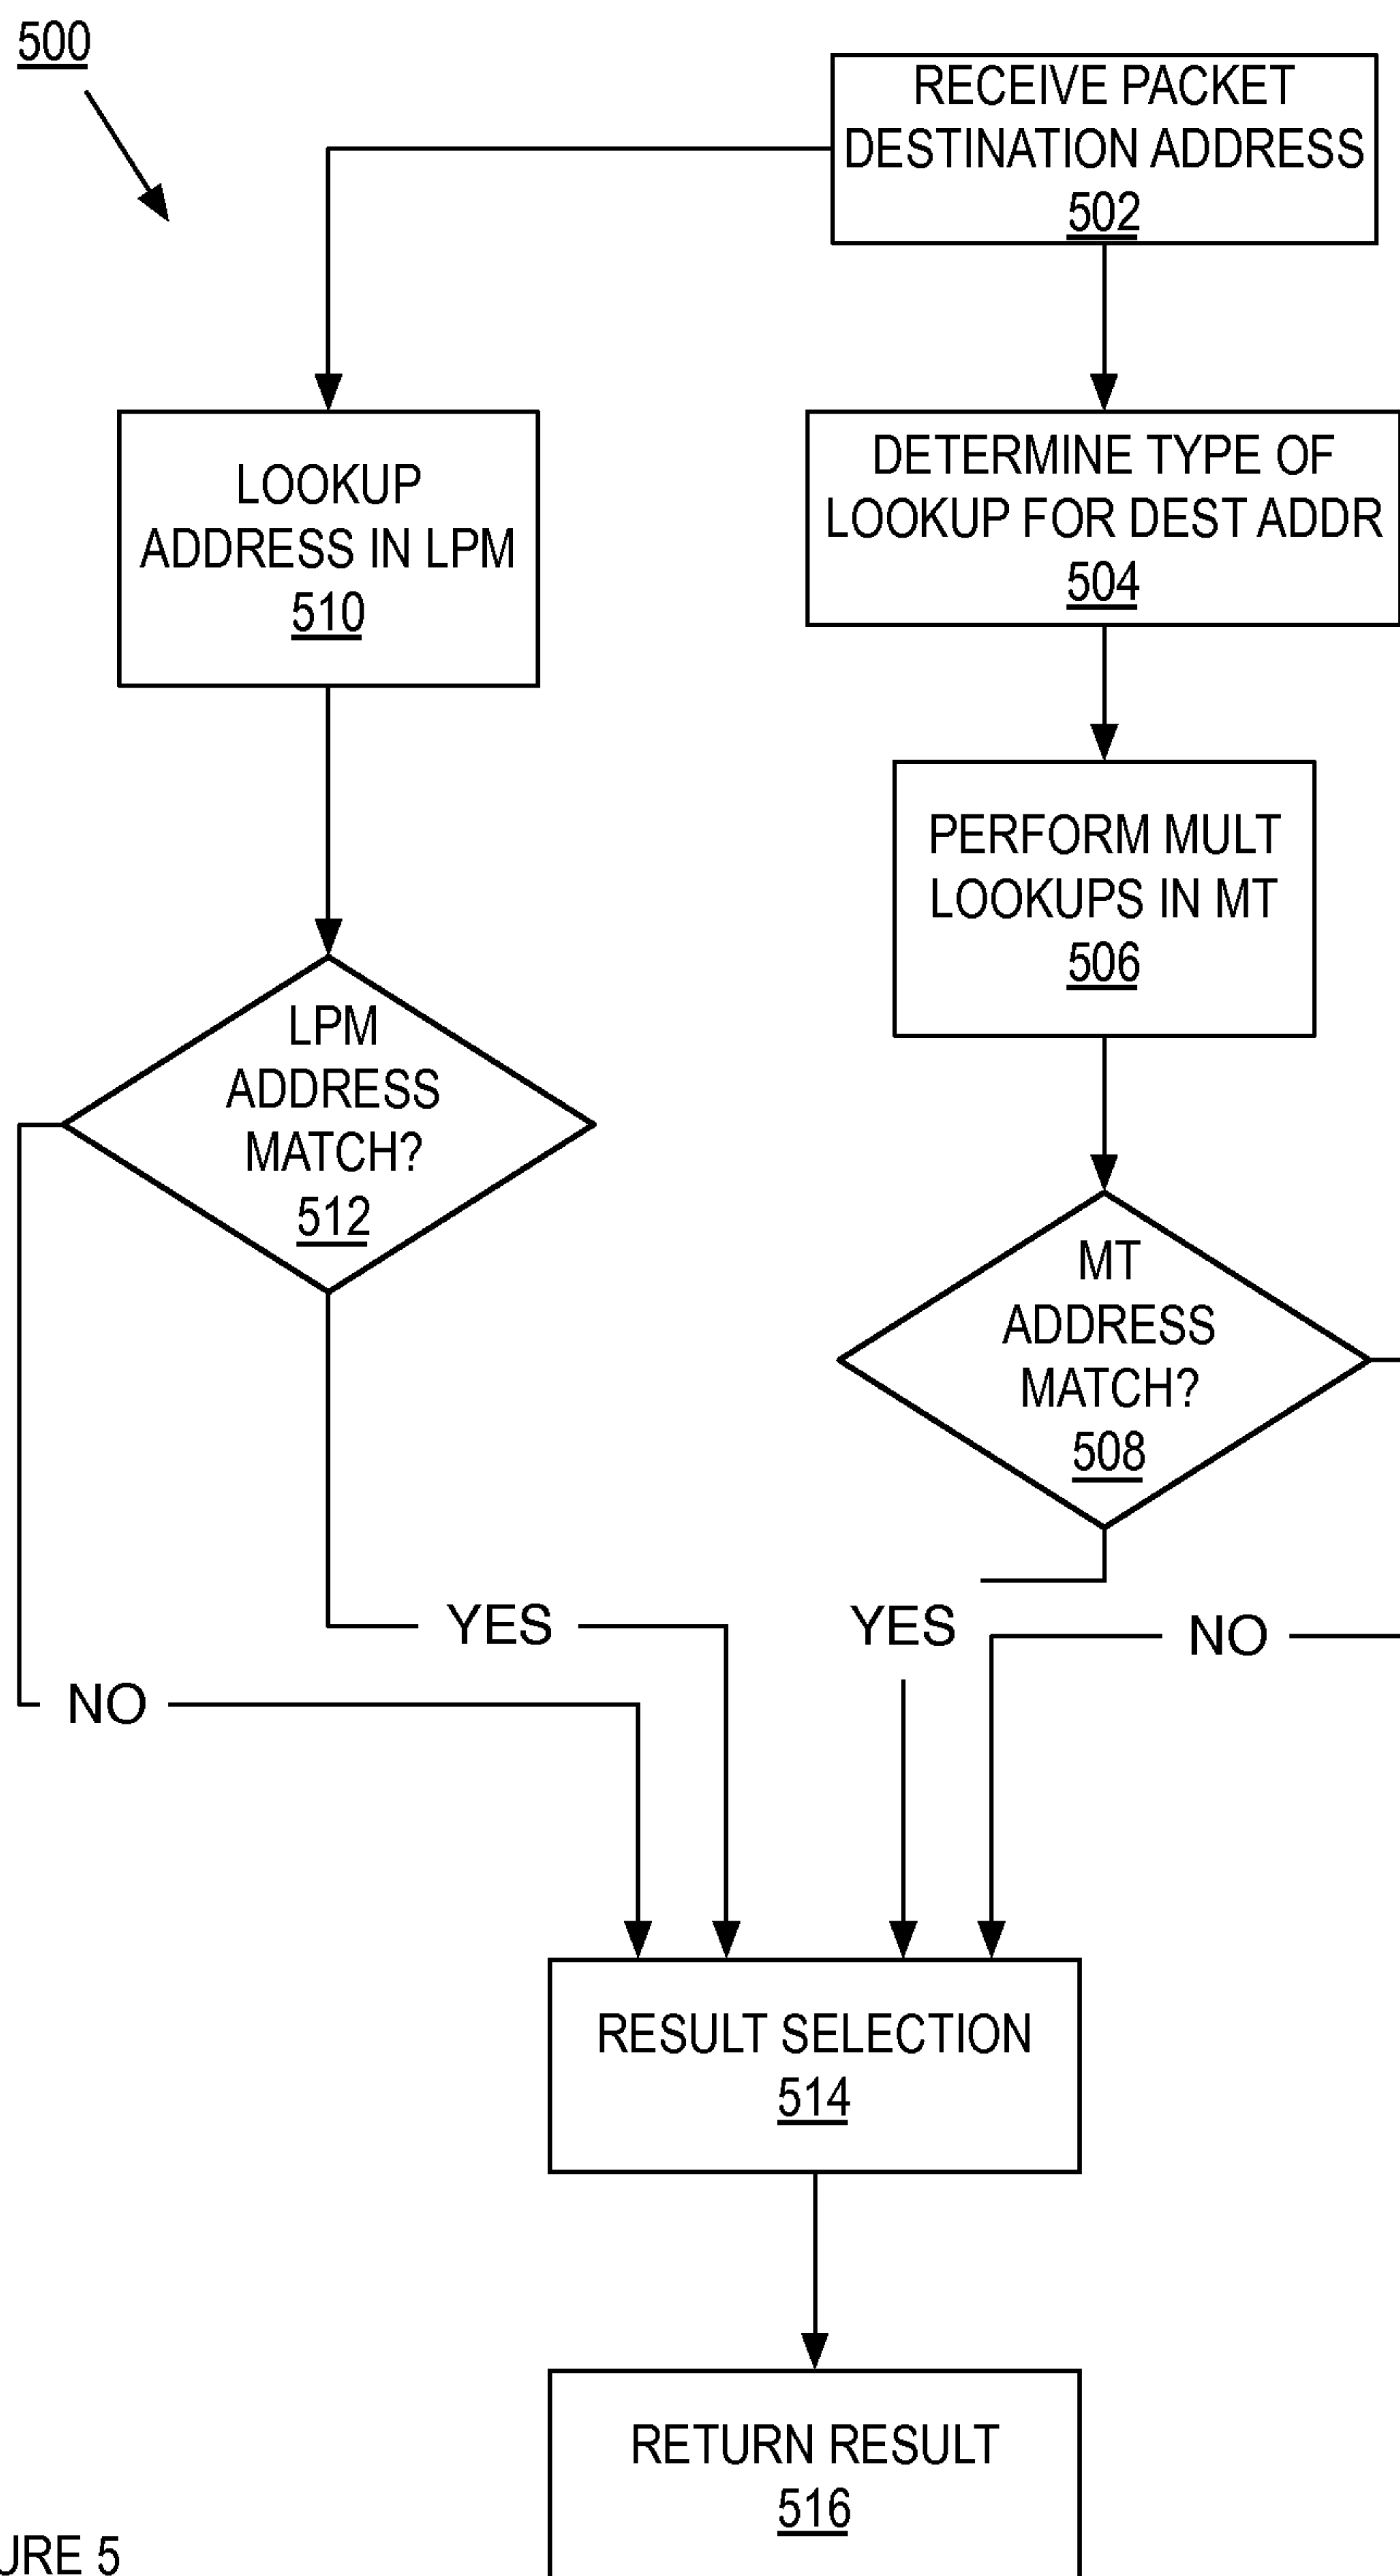 500
RECEIVE PACKET
DESTINATION ADDRESS
502
LOOKUP
ADDRESS IN LPM
510
DETERMINE TYPE OF
LOOKUP FOR DEST ADDR
504
PERFORM MULT
LOOKUPS IN MT
506
LPM
ADDRESS
MATCH?
512
MT
ADDRESS
MATCH?
508
YES
YES
NO
NO
RESULT SELECTION
514
RETURN RESULT
516
URE 5